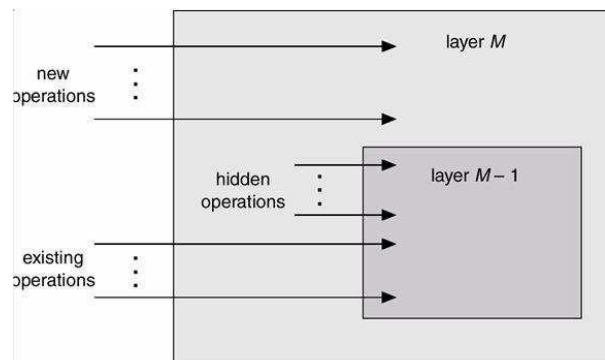 layer M
new
operations
layer M – 1
hidden
operations
existing
operations